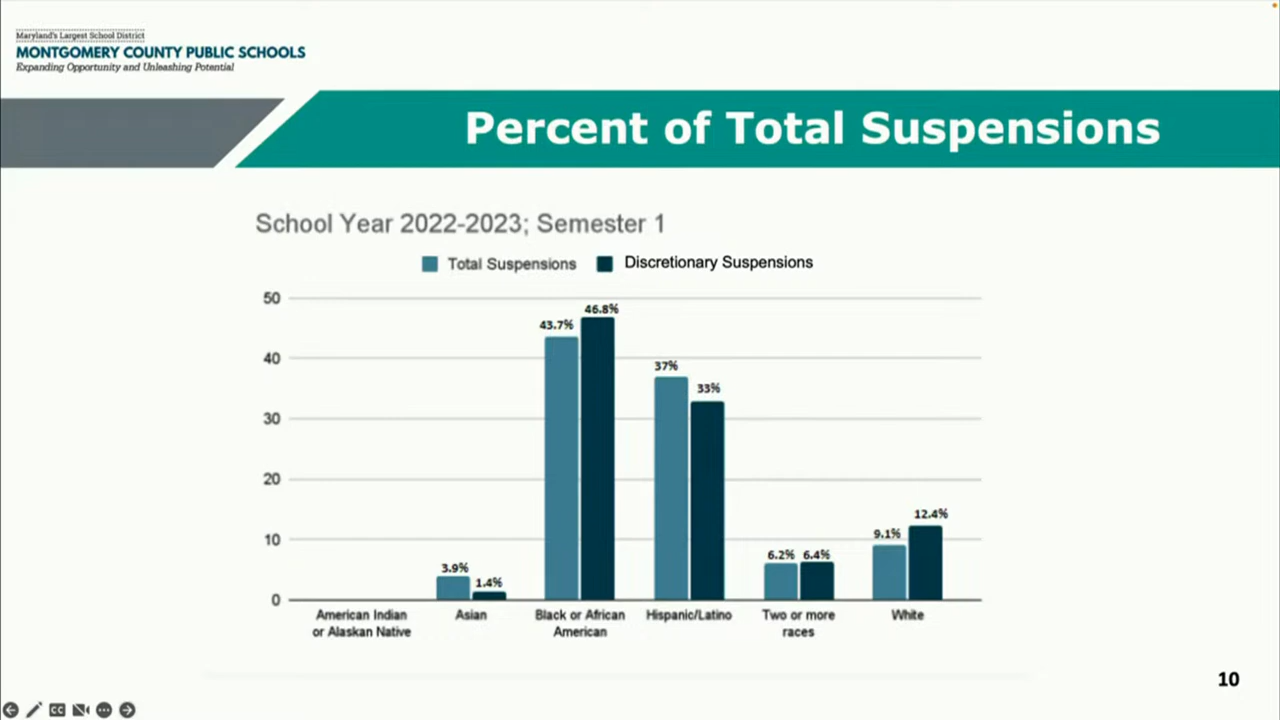 Maryland's Largest School District
MONTGOMERY COUNTY PUBLIC SCHOOLS
Expanding Opportunity and Unleashing Potential
Percent of Total Suspensions
School Year 2022-2023; Semester 1
Total Suspensions Discretionary Suspensions
50
40
30
20
10
0
3.9%
1.4%
43.7%
46.8%
37%
33%
6.2%
6.4%
9.1%
12.4%
American Indian
or Alaskan Native
Asian
Black or African
American
Hispanic/Latino
Two or more
races
White
10
CC